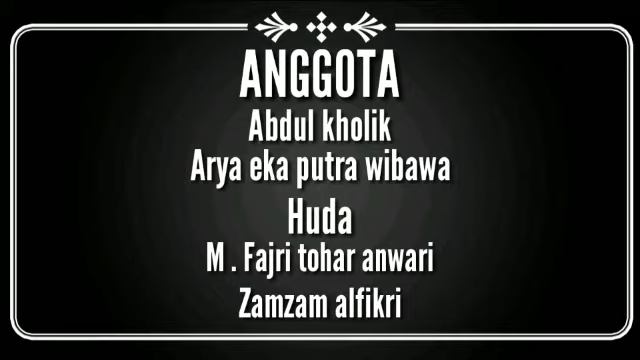 ANGGOTA
Abdul kholik
Arya eka putra wibawa
Huda
M . Fajri tohar anwari
Zamzam alfikri